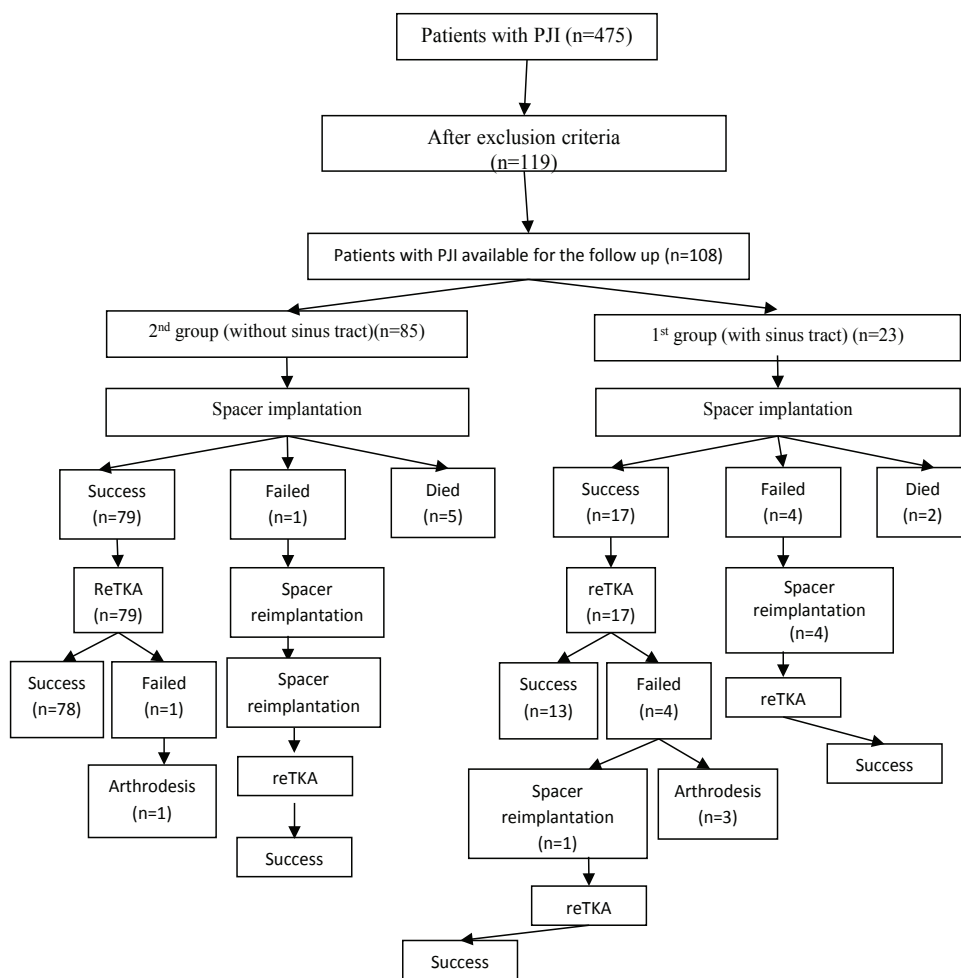 Patients with PJI (n=475)
After exclusion criteria
(n=119)
Patients with PJI available for the follow up (n=108)
2nd group (without sinus tract)(n=85)
1st group (with sinus tract) (n=23)
Spacer implantation
Spacer implantation
Success
(n=79)
Failed
(n=1)
Died
(n=5)
Success
(n=17)
Failed
(n=4)
Died
(n=2)
ReTKA
(n=79)
Spacer
reimplantation
reTKA
(n=17)
Spacer
reimplantation
(n=4)
Success
(n=78)
Failed
(n=1)
Spacer
reimplantation
Success
(n=13)
Failed
(n=4)
reTKA
Arthrodesis
(n=1)
reTKA
Success
Spacer
reimplantation
(n=1)
Arthrodesis
(n=3)
Success
reTKA
Success